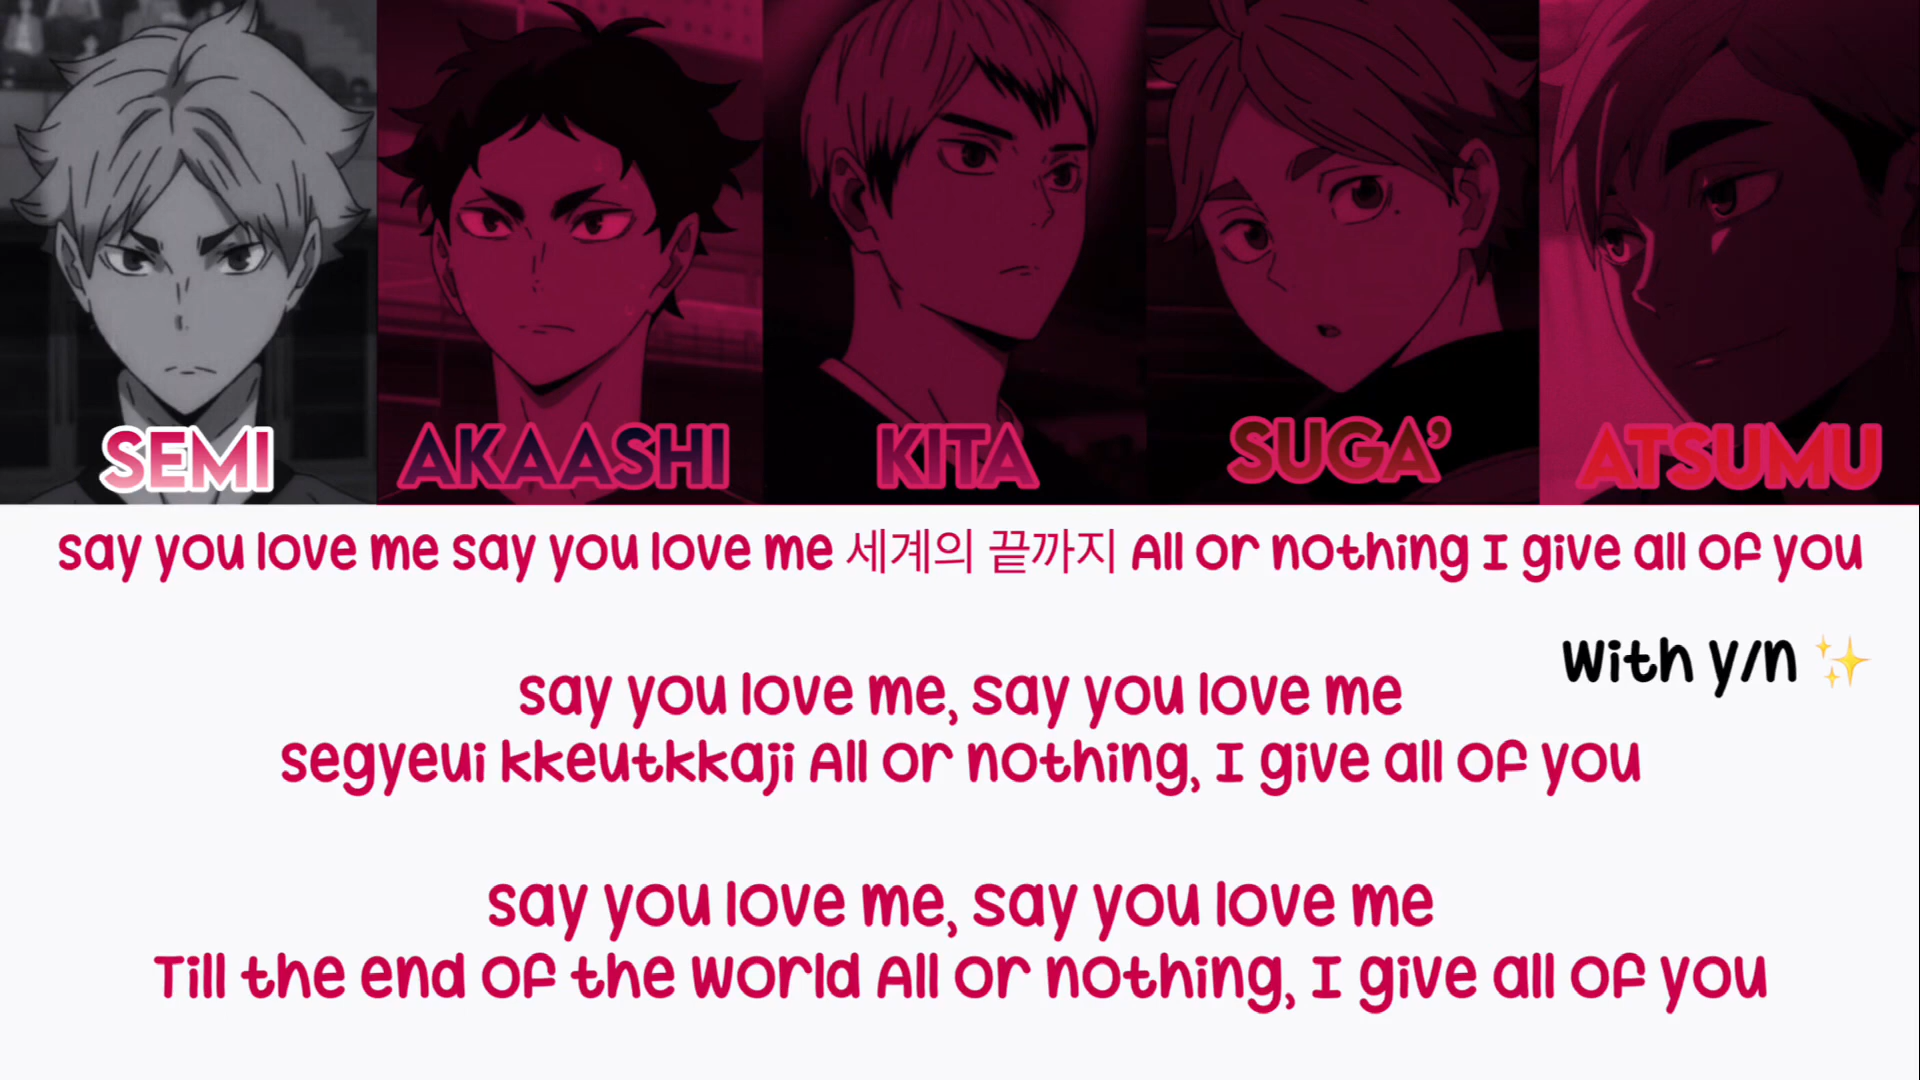 SEMI AKAASHI KITA SUGA' ATSUMU
say you love me say you love me 세계의 끝까지 All or nothing I give all of you
With y/n ✨
say you love me, say you love me
segyeui kkeutkkaji All or nothing, I give all of you
say you love me, say you love me
Till the end of the world All or nothing, I give all of you